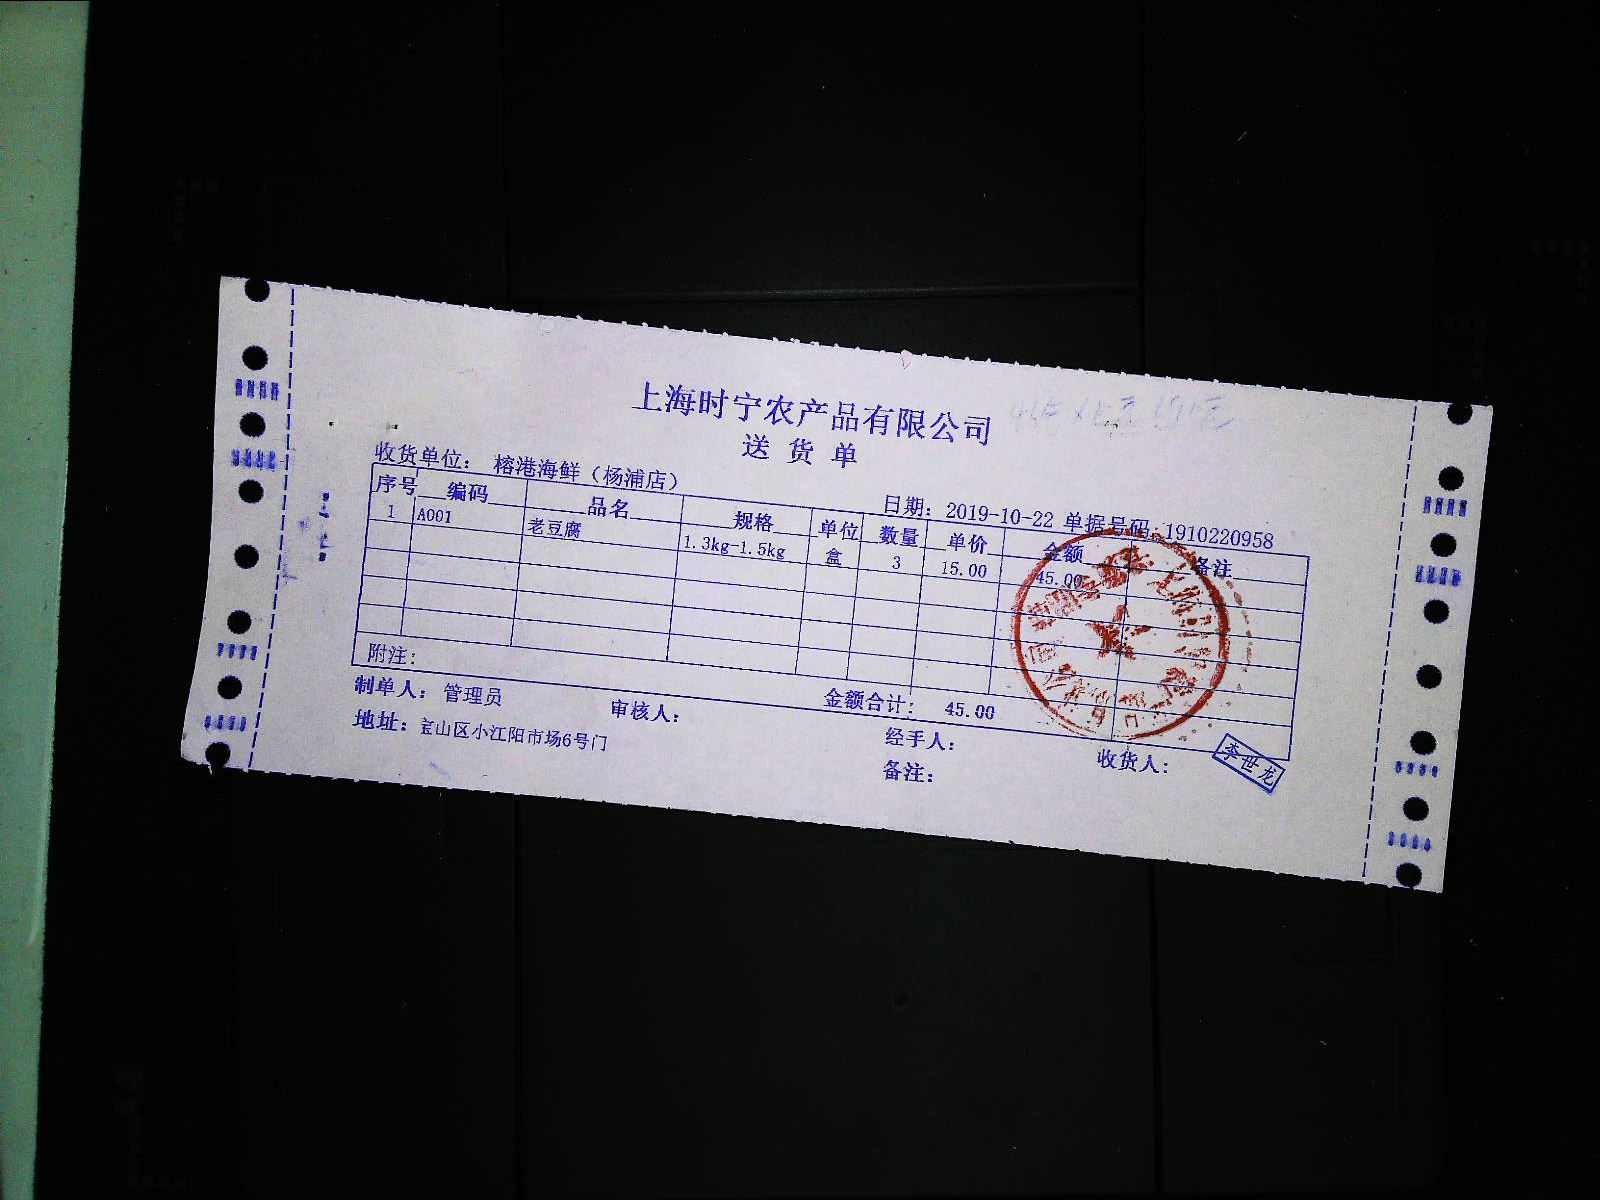 上海时宁农产品有限公司
送货单
收货单位： 榕港海鲜（杨浦店） 日期：2019-10-22 单据号码:1910220958
序号 编码 品名 规格 单位 数量 单价 金额 备注
1 A001 老豆腐 1.3kg-1.5kg 盒 3 15.00 45.00
附注：
金额合计： 45.00
制单人： 管理员 审核人： 经手人： 收货人： 李世龙
地址：宝山区小江阳市场6号门 备注：